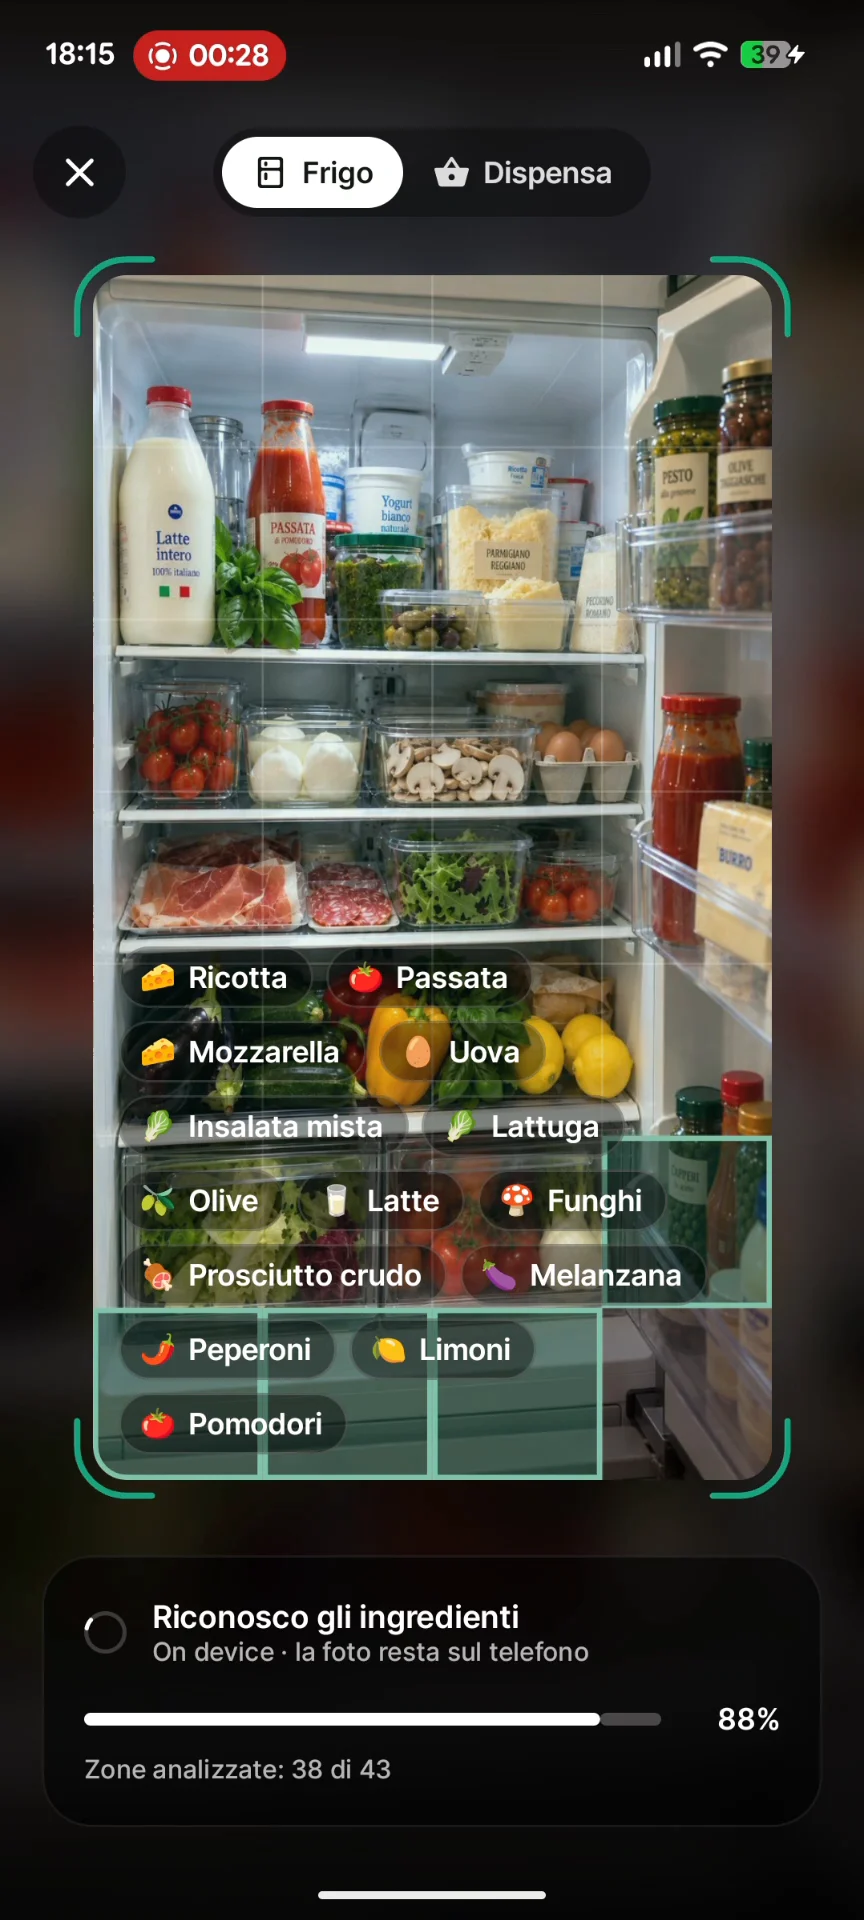 18:15 00:28 39
Frigo Dispensa
Ricotta
Yogurt
bianco
naturale
PESTO
OLIVE
TAGGIASCHE
Latte
intero
100% italiano
PASSATA
di POMODORO
PARMIGIANO
REGGIANO
PECORINO
ROMANO
BURRO
Ricotta Passata
Mozzarella Uova
Insalata mista Lattuga
CAPPERI
Olive Latte Funghi
Prosciutto crudo Melanzana
Peperoni Limoni
Pomodori
Riconosco gli ingredienti
On device · la foto resta sul telefono
88%
Zone analizzate: 38 di 43